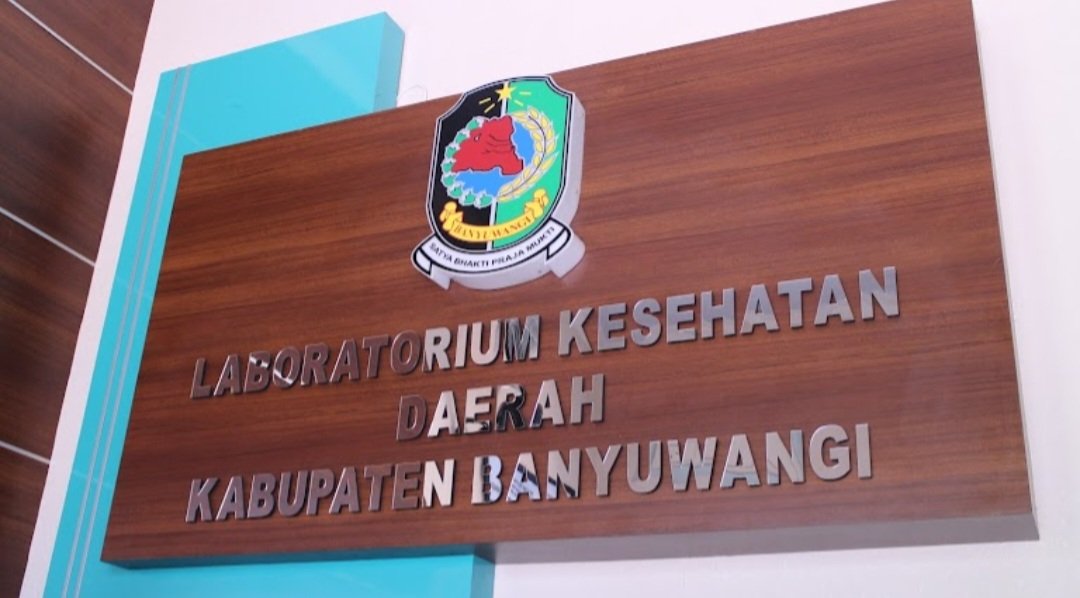 BANYUWANGI
SATYA BHAKTI PRAJA MUKTI
LABORATORIUM KESEHATAN
DAERAH
KABUPATEN BANYUWANGI